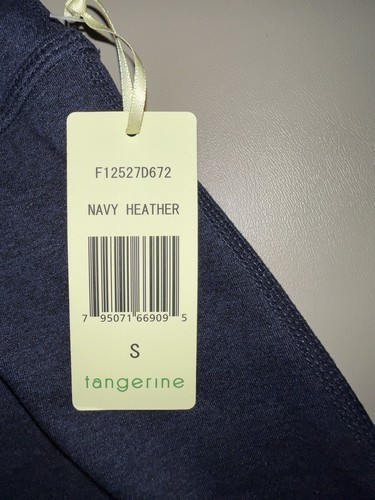 F12527D672
NAVY HEATHER
7 95071 66909 5
S
tangerine